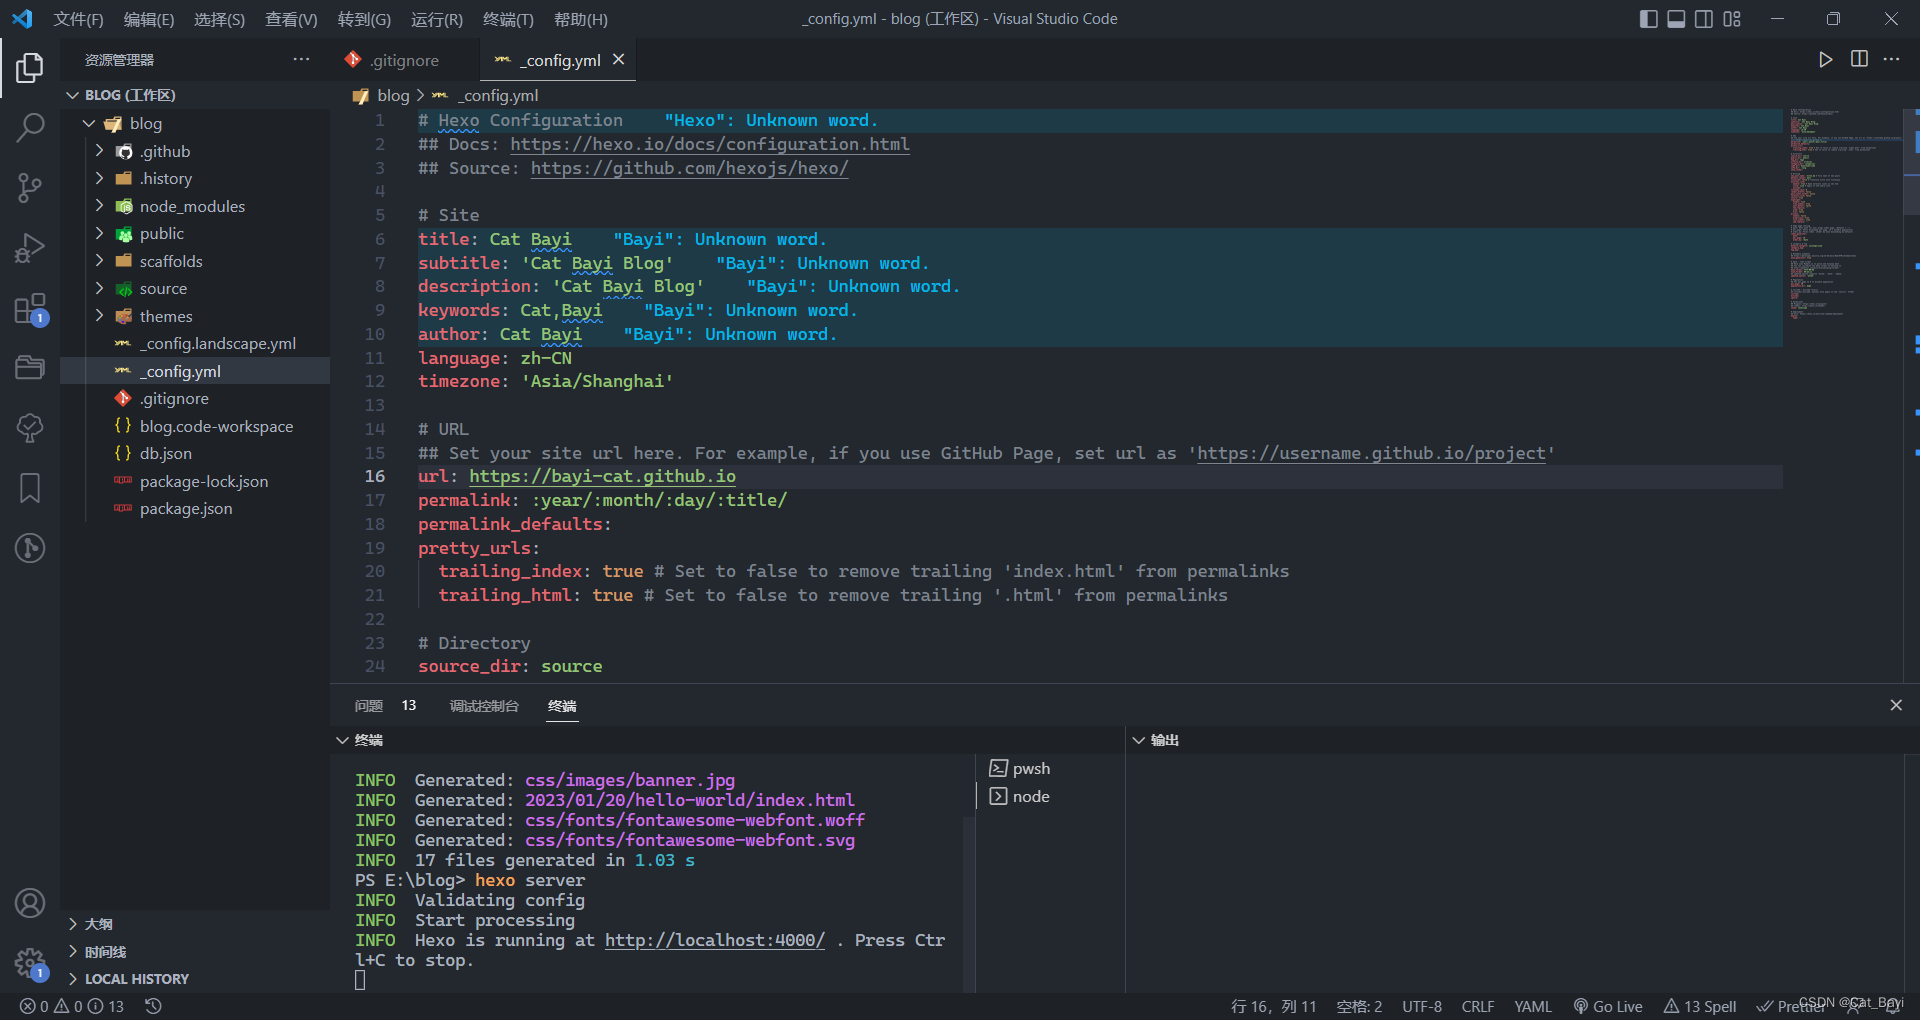 文件(F) 编辑(E) 选择(S) 查看(V) 转到(G) 运行(R) 终端(T) 帮助(H)
_config.yml - blog (工作区) - Visual Studio Code
资源管理器
.gitignore
_config.yml
BLOG (工作区)
blog
.github
.history
node_modules
public
scaffolds
source
themes
_config.landscape.yml
_config.yml
.gitignore
blog.code-workspace
db.json
package-lock.json
package.json
大纲
时间线
LOCAL HISTORY
blog > _config.yml
1 # Hexo Configuration "Hexo": Unknown word.
2 ## Docs: https://hexo.io/docs/configuration.html
3 ## Source: https://github.com/hexojs/hexo/
4
5 # Site
6 title: Cat Bayi "Bayi": Unknown word.
7 subtitle: 'Cat Bayi Blog' "Bayi": Unknown word.
8 description: 'Cat Bayi Blog' "Bayi": Unknown word.
9 keywords: Cat,Bayi "Bayi": Unknown word.
10 author: Cat Bayi "Bayi": Unknown word.
11 language: zh-CN
12 timezone: 'Asia/Shanghai'
13
14 # URL
15 ## Set your site url here. For example, if you use GitHub Page, set url as 'https://username.github.io/project'
16 url: https://bayi-cat.github.io
17 permalink: :year/:month/:day/:title/
18 permalink_defaults:
19 pretty_urls:
20 trailing_index: true # Set to false to remove trailing 'index.html' from permalinks
21 trailing_html: true # Set to false to remove trailing '.html' from permalinks
22
23 # Directory
24 source_dir: source
问题 13 调试控制台 终端
终端
INFO Generated: css/images/banner.jpg
INFO Generated: 2023/01/20/hello-world/index.html
INFO Generated: css/fonts/fontawesome-webfont.woff
INFO Generated: css/fonts/fontawesome-webfont.svg
INFO 17 files generated in 1.03 s
PS E:\blog> hexo server
INFO Validating config
INFO Start processing
INFO Hexo is running at http://localhost:4000/ . Press Ctr
l+C to stop.
pwsh
node
输出
1
1
0 0 13
行 16，列 11 空格: 2 UTF-8 CRLF YAML Go Live 13 Spell Prettier
CSDN @Cat_Bayi